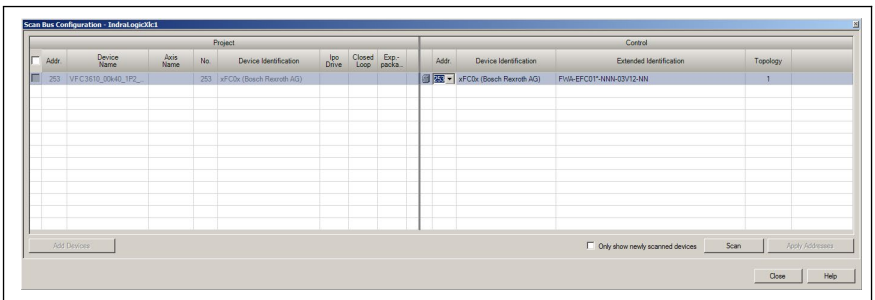 Scan Bus Configuration - IndraLogicXlc1
Project
Control
Addr.
Device Name
Axis Name
No.
Device Identification
Ipo Drive
Closed Loop
Exp.-packa...
Addr.
Device Identification
Extended Identification
Topology
253 VFC3610_00k40_1P2_... 253 xFC0x (Bosch Rexroth AG) 253 xFC0x (Bosch Rexroth AG) FWA-EFC01*-NNN-03V12-NN 1
Add Devices
Only show newly scanned devices
Scan
Apply Addresses
Close
Help